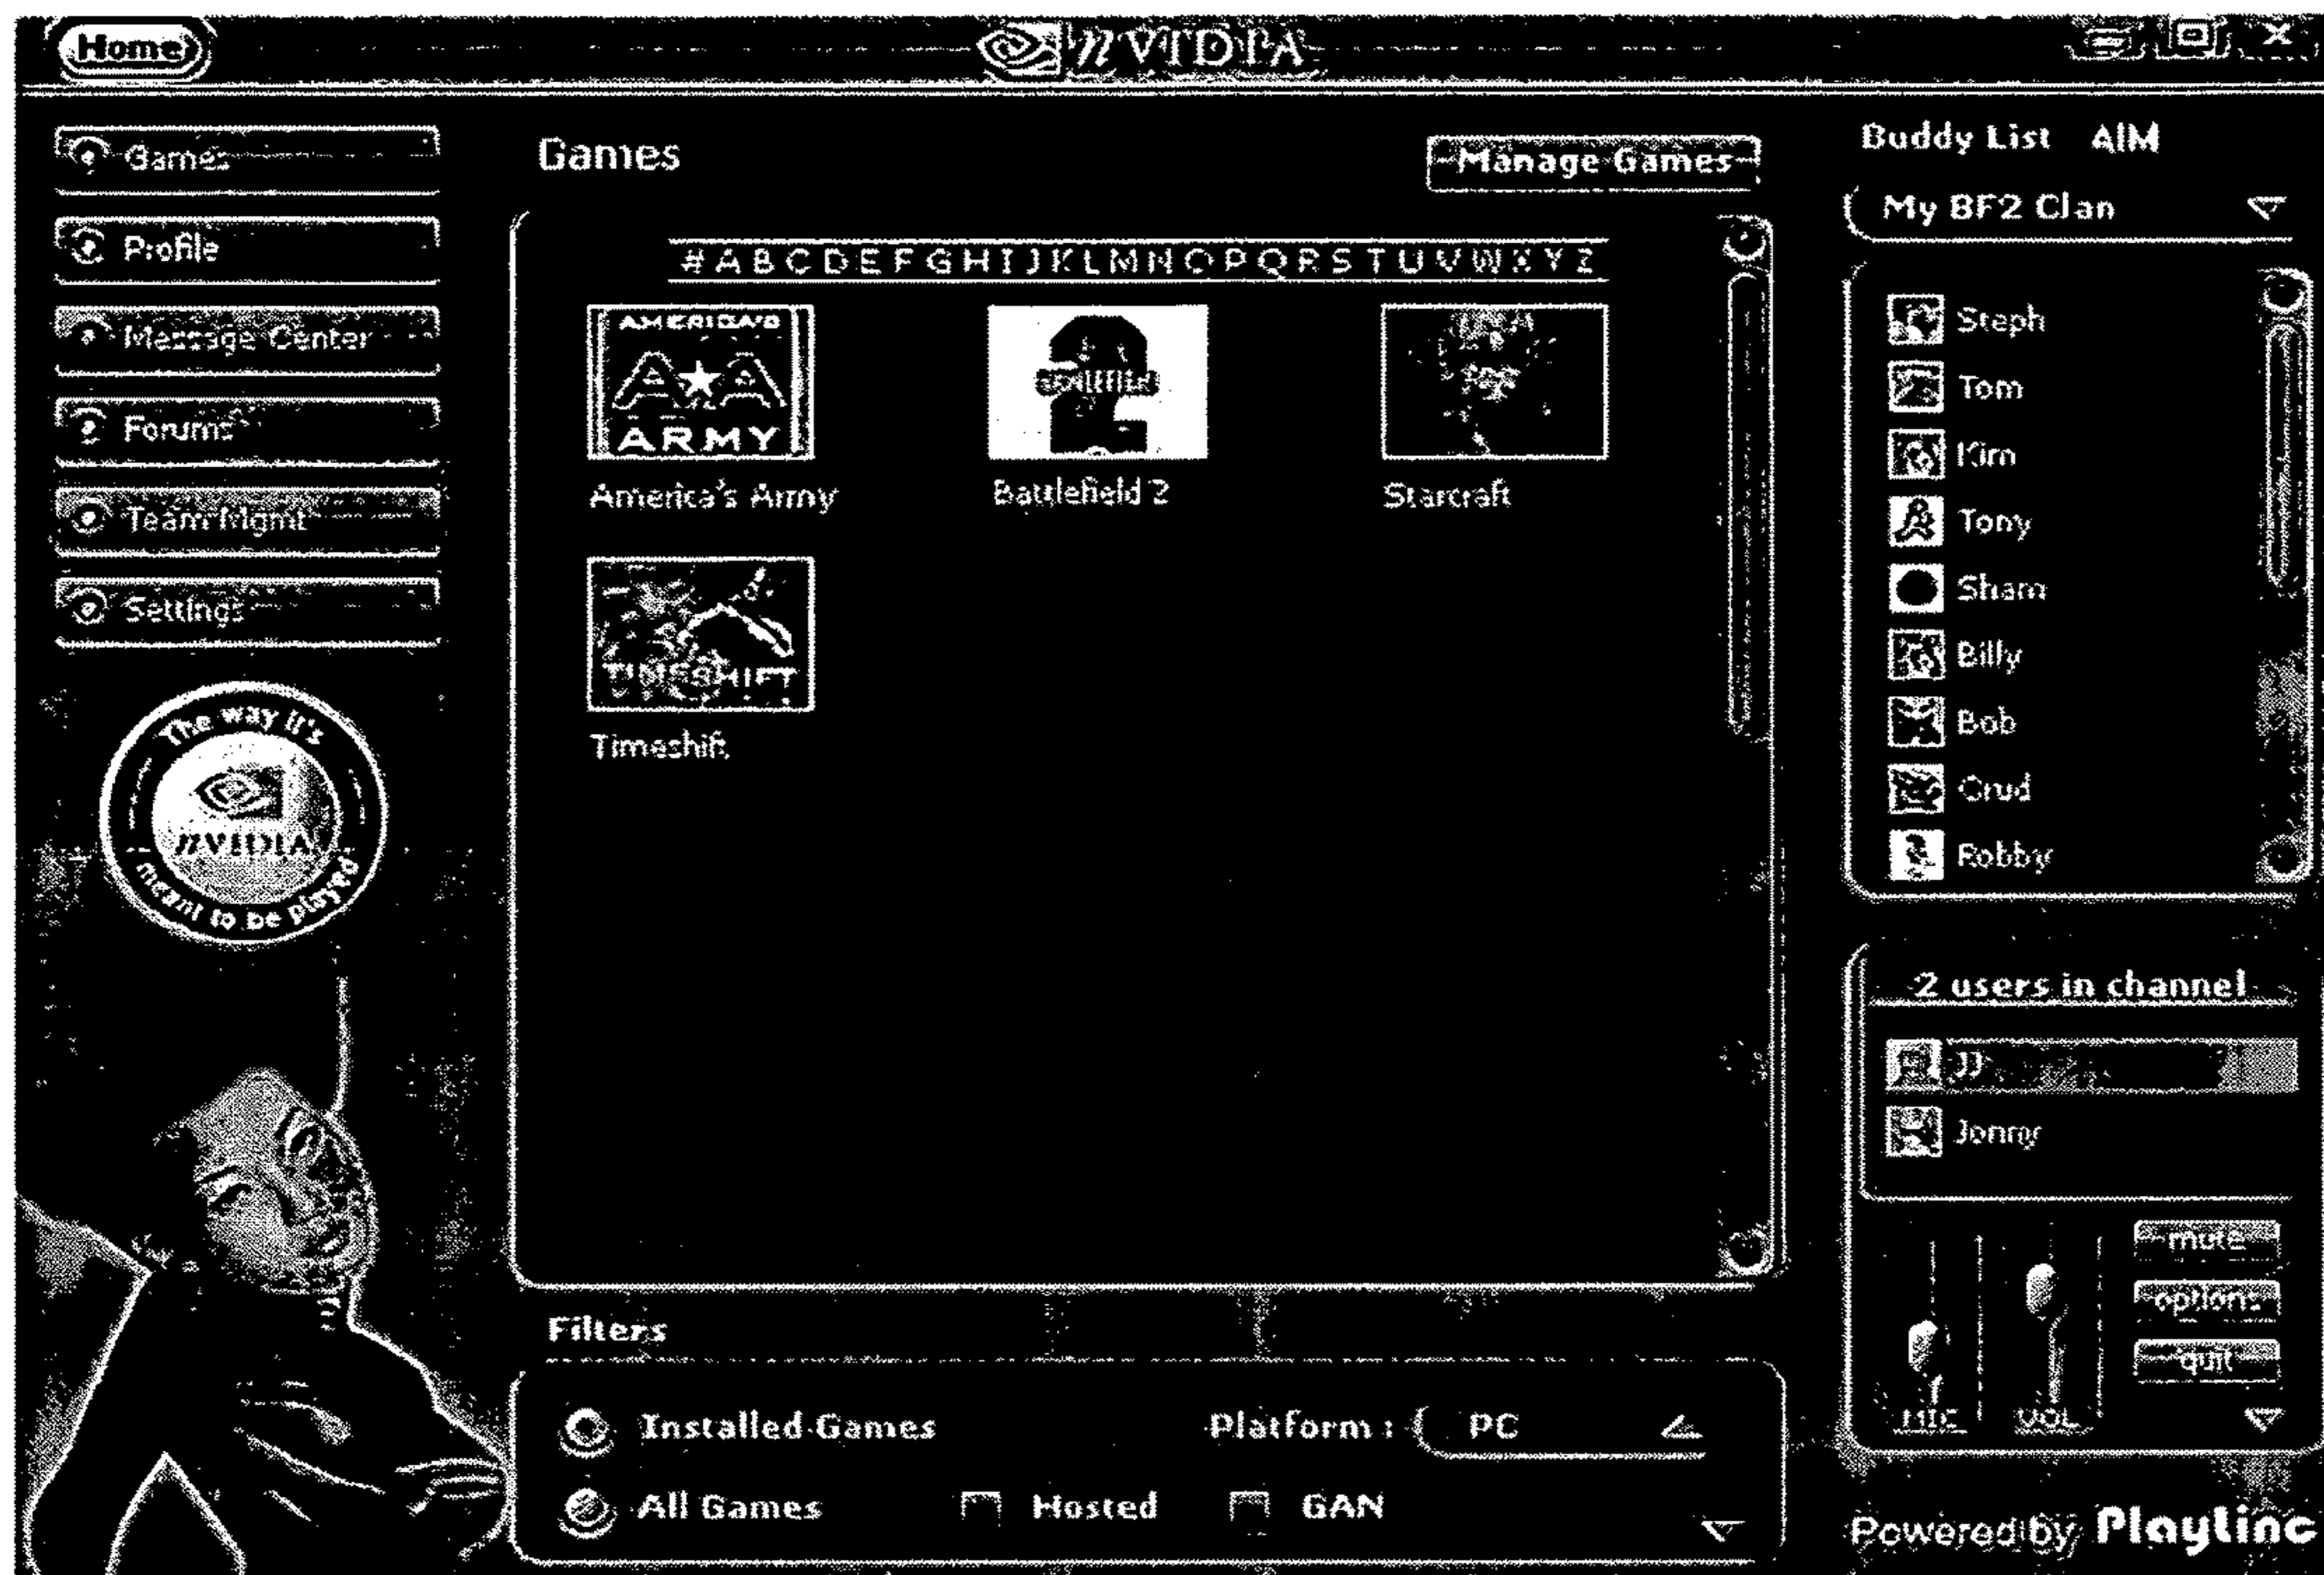 Home
nVIDIA
Games
Profile
Message Center
Forums
Team Mgmt
Settings
The way it's
nVIDIA
meant to be played
Games
Manage Games
# A B C D E F G H I J K L M N O P Q R S T U V W X Y Z
AMERICA'S
A★A
ARMY
America's Army
Battlefield 2
Starcraft
TIMESHIFT
Timeshift
Filters
Installed Games
Platform : PC
All Games Hosted GAN
Buddy List AIM
My BF2 Clan
Steph
Tom
Kim
Tony
Sham
Billy
Bob
Crud
Robby
2 users in channel
JJ
Jonny
mute
options
quit
MIC VOL
Powered by PlayLinc